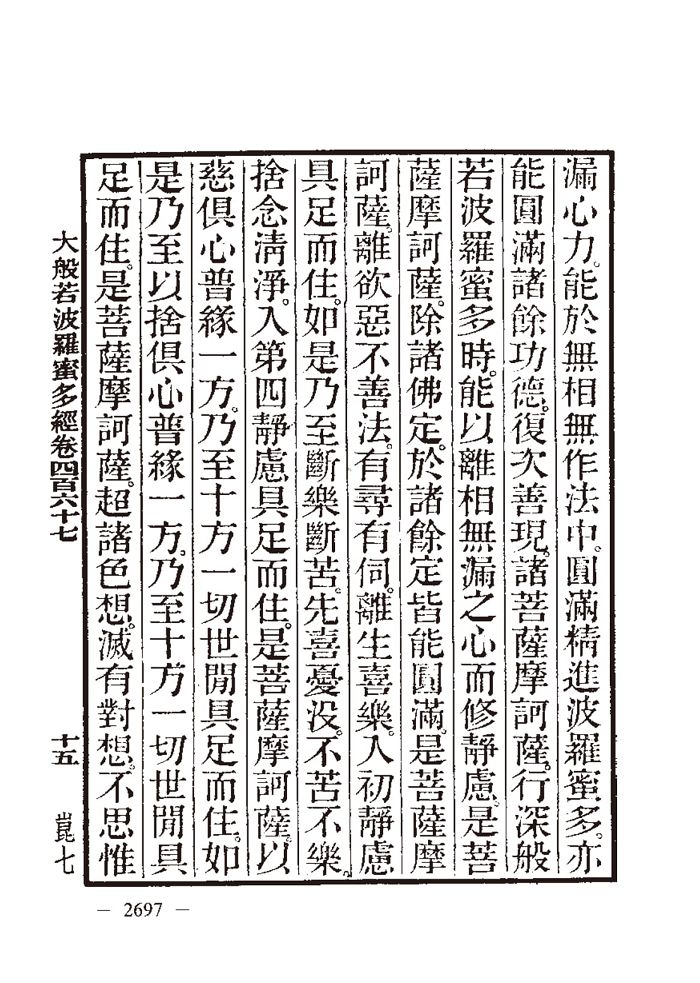 漏心力。能於無相無作法中。圓滿精進波羅蜜多。亦
能圓滿諸餘功德。復次善現。諸菩薩摩訶薩。行深般
若波羅蜜多時。能以離相無漏之心而修靜慮。是菩
薩摩訶薩。除諸佛定。於諸餘定皆能圓滿。是菩薩摩
訶薩。離欲惡不善法。有尋有伺。離生喜樂。入初靜慮
具足而住。如是乃至斷樂斷苦。先喜憂没。不苦不樂。
捨念清淨。入第四靜慮具足而住。是菩薩摩訶薩。以
慈俱心普緣一方。乃至十方一切世閒具足而住。如
是乃至以捨俱心普緣一方。乃至十方一切世閒具
足而住。是菩薩摩訶薩。超諸色想。滅有對想。不思惟
大般若波羅蜜多經卷四百六十七 十五 崑七
— 2697 —